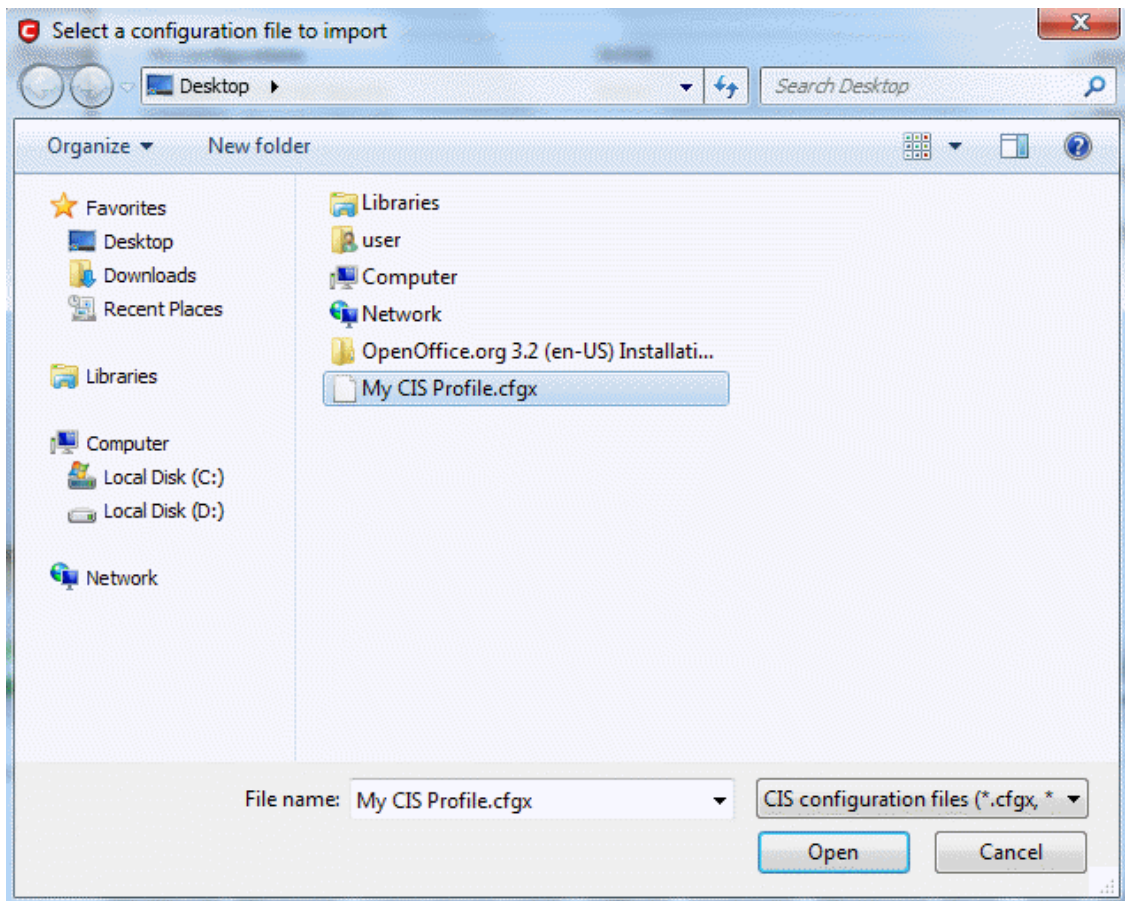 Select a configuration file to import
Desktop
Search Desktop
Organize
New folder
Favorites
Desktop
Downloads
Recent Places
Libraries
Computer
Local Disk (C:)
Local Disk (D:)
Network
Libraries
user
Computer
Network
OpenOffice.org 3.2 (en-US) Installati...
My CIS Profile.cfgx
File name: My CIS Profile.cfgx
CIS configuration files (*.cfgx, *
Open
Cancel